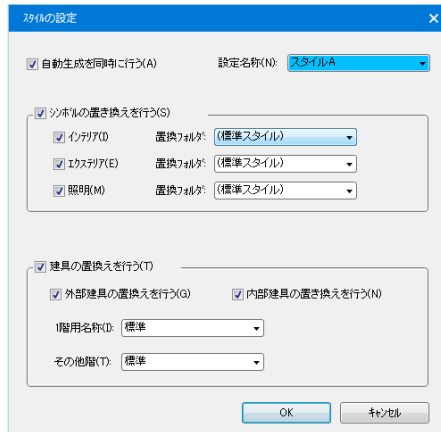 ｽﾀｲﾙの設定
自動生成を同時に行う(A) 設定名称(N): スタイルA
ｼﾝﾎﾞﾙの置き換えを行う(S)
ｲﾝﾃﾘｱ(I) 置換ﾌｫﾙﾀﾞ: (標準スタイル)
ｴｸｽﾃﾘｱ(E) 置換ﾌｫﾙﾀﾞ: (標準スタイル)
照明(M) 置換ﾌｫﾙﾀﾞ: (標準スタイル)
建具の置換えを行う(T)
外部建具の置換えを行う(G) 内部建具の置き換えを行う(N)
1階用名称(I): 標準
その他階(T): 標準
OK ｷｬﾝｾﾙ